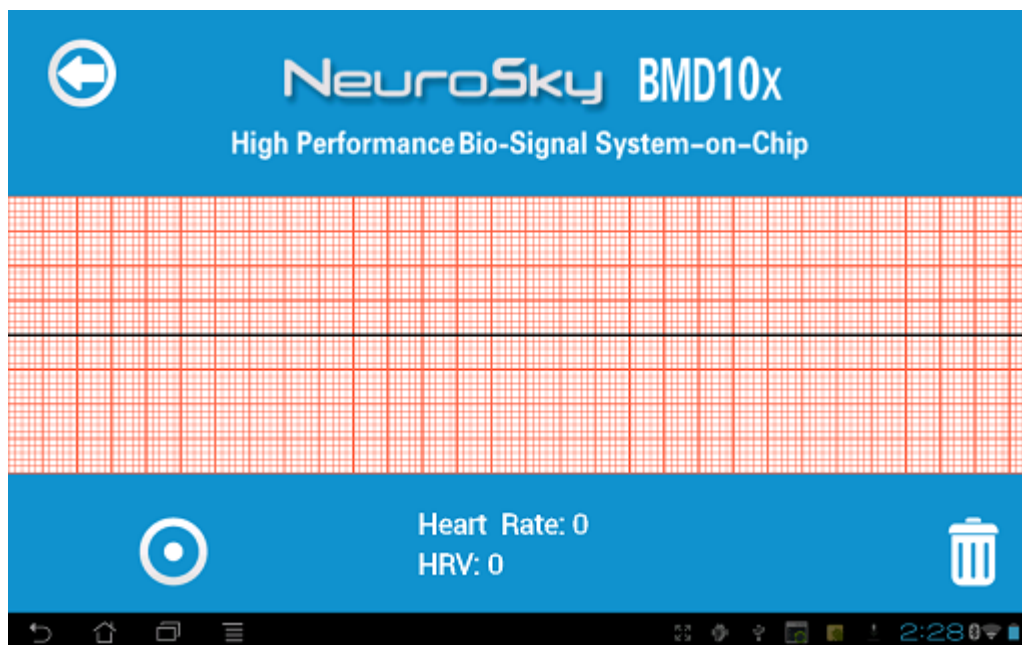 NeuroSky BMD10x
High Performance Bio-Signal System-on-Chip
Heart Rate: 0
HRV: 0
2:28